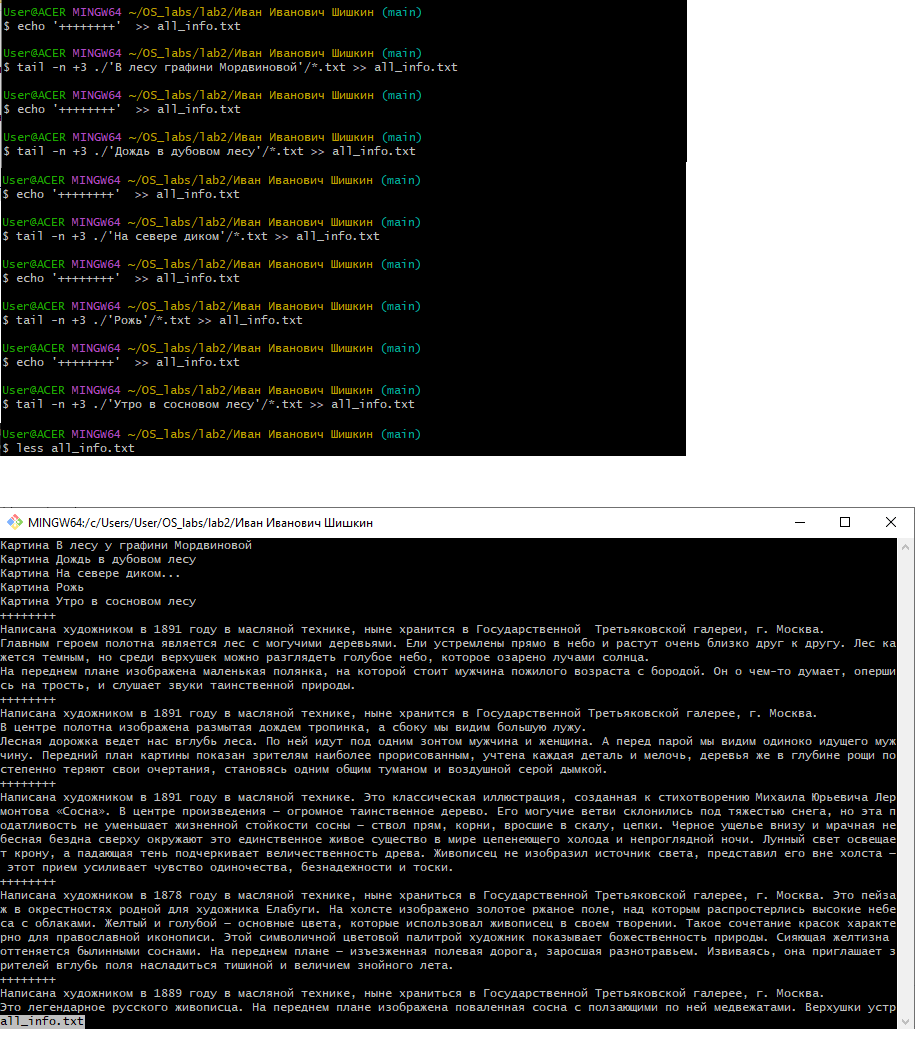 User@ACER MINGW64 ~/OS_labs/lab2/Иван Иванович Шишкин (main)
$ echo '++++++++'  >> all_info.txt
User@ACER MINGW64 ~/OS_labs/lab2/Иван Иванович Шишкин (main)
$ tail -n +3 ./'В лесу графини Мордвиновой'/*.txt >> all_info.txt
User@ACER MINGW64 ~/OS_labs/lab2/Иван Иванович Шишкин (main)
$ echo '++++++++'  >> all_info.txt
User@ACER MINGW64 ~/OS_labs/lab2/Иван Иванович Шишкин (main)
$ tail -n +3 ./'Дождь в дубовом лесу'/*.txt >> all_info.txt
User@ACER MINGW64 ~/OS_labs/lab2/Иван Иванович Шишкин (main)
$ echo '++++++++'  >> all_info.txt
User@ACER MINGW64 ~/OS_labs/lab2/Иван Иванович Шишкин (main)
$ tail -n +3 ./'На севере диком'/*.txt >> all_info.txt
User@ACER MINGW64 ~/OS_labs/lab2/Иван Иванович Шишкин (main)
$ echo '++++++++'  >> all_info.txt
User@ACER MINGW64 ~/OS_labs/lab2/Иван Иванович Шишкин (main)
$ tail -n +3 ./'Рожь'/*.txt >> all_info.txt
User@ACER MINGW64 ~/OS_labs/lab2/Иван Иванович Шишкин (main)
$ echo '++++++++'  >> all_info.txt
User@ACER MINGW64 ~/OS_labs/lab2/Иван Иванович Шишкин (main)
$ tail -n +3 ./'Утро в сосновом лесу'/*.txt >> all_info.txt
User@ACER MINGW64 ~/OS_labs/lab2/Иван Иванович Шишкин (main)
$ less all_info.txt
MINGW64:/c/Users/User/OS_labs/lab2/Иван Иванович Шишкин
Картина В лесу у графини Мордвиновой
Картина Дождь в дубовом лесу
Картина На севере диком...
Картина Рожь
Картина Утро в сосновом лесу
++++++++
Написана художником в 1891 году в масляной технике, ныне хранится в Государственной  Третьяковской галереи, г. Москва.
Главным героем полотна является лес с могучими деревьями. Ели устремлены прямо в небо и растут очень близко друг к другу. Лес ка
жется темным, но среди верхушек можно разглядеть голубое небо, которое озарено лучами солнца.
На переднем плане изображена маленькая полянка, на которой стоит мужчина пожилого возраста с бородой. Он о чем-то думает, оперши
сь на трость, и слушает звуки таинственной природы.
++++++++
Написана художником в 1891 году в масляной технике, ныне хранится в Государственной Третьяковской галерее, г. Москва.
В центре полотна изображена размытая дождем тропинка, а сбоку мы видим большую лужу.
Лесная дорожка ведет нас вглубь леса. По ней идут под одним зонтом мужчина и женщина. А перед парой мы видим одиноко идущего муж
чину. Передний план картины показан зрителям наиболее прорисованным, учтена каждая деталь и мелочь, деревья же в глубине рощи по
степенно теряют свои очертания, становясь одним общим туманом и воздушной серой дымкой.
++++++++
Написана художником в 1891 году в масляной технике. Это классическая иллюстрация, созданная к стихотворению Михаила Юрьевича Лер
монтова «Сосна». В центре произведения – огромное таинственное дерево. Его могучие ветви склонились под тяжестью снега, но эта п
одатливость не уменьшает жизненной стойкости сосны – ствол прям, корни, вросшие в скалу, цепки. Черное ущелье внизу и мрачная не
бесная бездна сверху окружают это единственное живое существо в мире цепенеющего холода и непроглядной ночи. Лунный свет освещае
т крону, а падающая тень подчеркивает величественность древа. Живописец не изобразил источник света, представил его вне холста –
 этот прием усиливает чувство одиночества, безнадежности и тоски.
++++++++
Написана художником в 1878 году в масляной технике, ныне храниться в Государственной Третьяковской галерее, г. Москва. Это пейза
ж в окрестностях родной для художника Елабуги. На холсте изображено золотое ржаное поле, над которым распростерлись высокие небе
са с облаками. Желтый и голубой – основные цвета, которые использовал живописец в своем творении. Такое сочетание красок характе
рно для православной иконописи. Этой символичной цветовой палитрой художник показывает божественность природы. Сияющая желтизна
оттеняется былинными соснами. На переднем плане – изъезженная полевая дорога, заросшая разнотравьем. Извиваясь, она приглашает з
рителей вглубь поля насладиться тишиной и величием знойного лета.
++++++++
Написана художником в 1889 году в масляной технике, ныне храниться в Государственной Третьяковской галерее, г. Москва.
Это легендарное русского живописца. На переднем плане изображена поваленная сосна с ползающими по ней медвежатами. Верхушки устр
all_info.txt